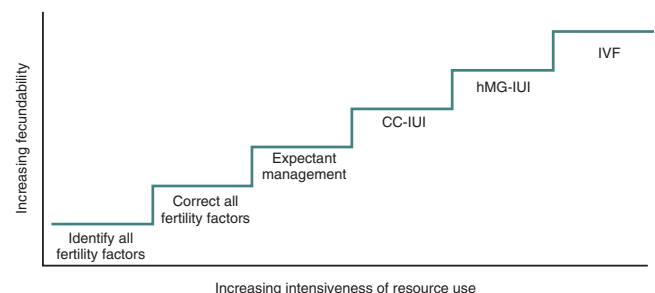 Increasing fecundability
IVF
hMG-IUI
CC-IUI
Expectant
management
Correct all
fertility factors
Identify all
fertility factors
Increasing intensiveness of resource use